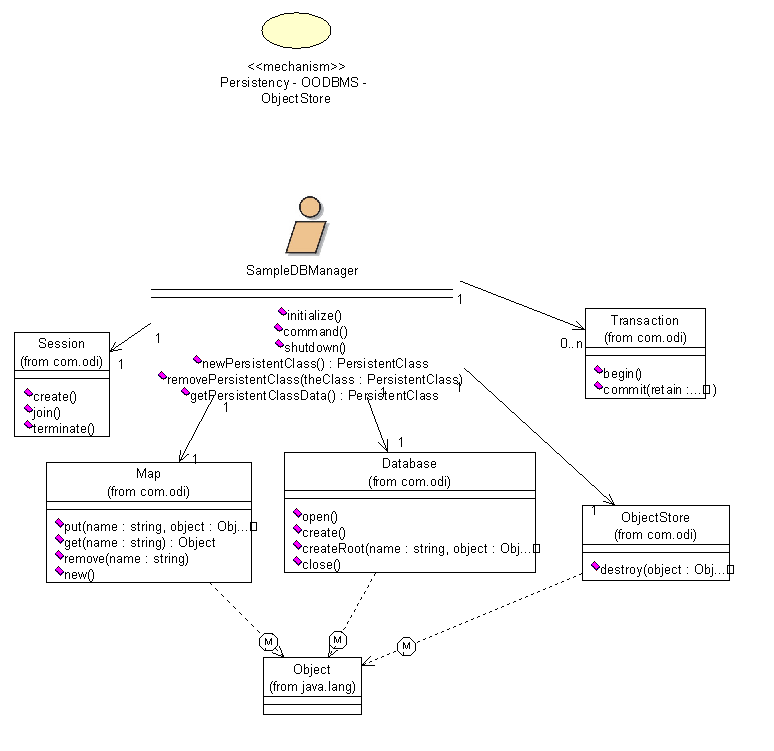 <<mechanism>>
Persistency - OODBMS -
ObjectStore
SampleDBManager
initialize()
command()
shutdown()
newPersistentClass() : PersistentClass
removePersistentClass(theClass : PersistentClass)
getPersistentClassData() : PersistentClass
1
1
1
1
1
Session
(from com.odi)
create()
join()
terminate()
1
Transaction
(from com.odi)
begin()
commit(retain :... )
0..n
Map
(from com.odi)
put(name : string, object : Obj...
get(name : string) : Object
remove(name : string)
new()
1
Database
(from com.odi)
open()
create()
createRoot(name : string, object : Obj...
close()
1
ObjectStore
(from com.odi)
destroy(object : Obj...
1
M
M
M
Object
(from java.lang)